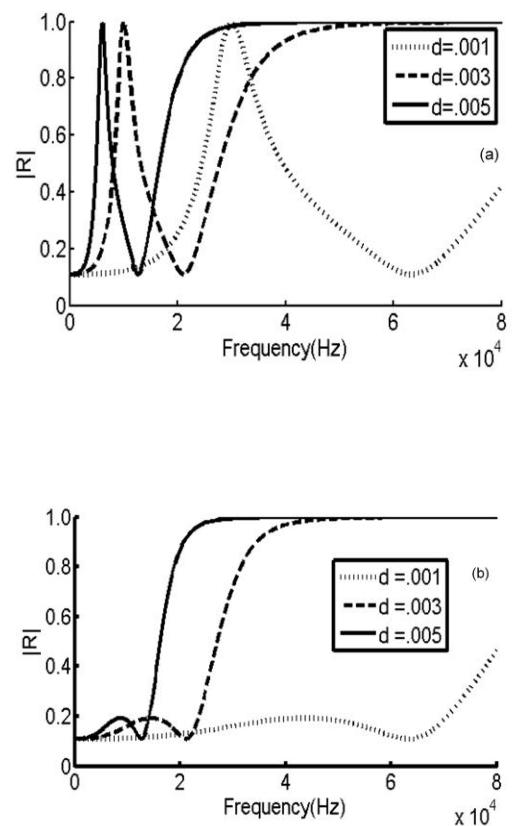 1.0
0.8
0.6
0.4
0.2
0
|R|
d=.001
d=.003
d=.005
(a)
0 2 4 6 8
Frequency(Hz)
x 10^4
1.0
0.8
0.6
0.4
0.2
0
|R|
d =.001
d =.003
d =.005
(b)
0 2 4 6 8
Frequency(Hz)
x 10^4